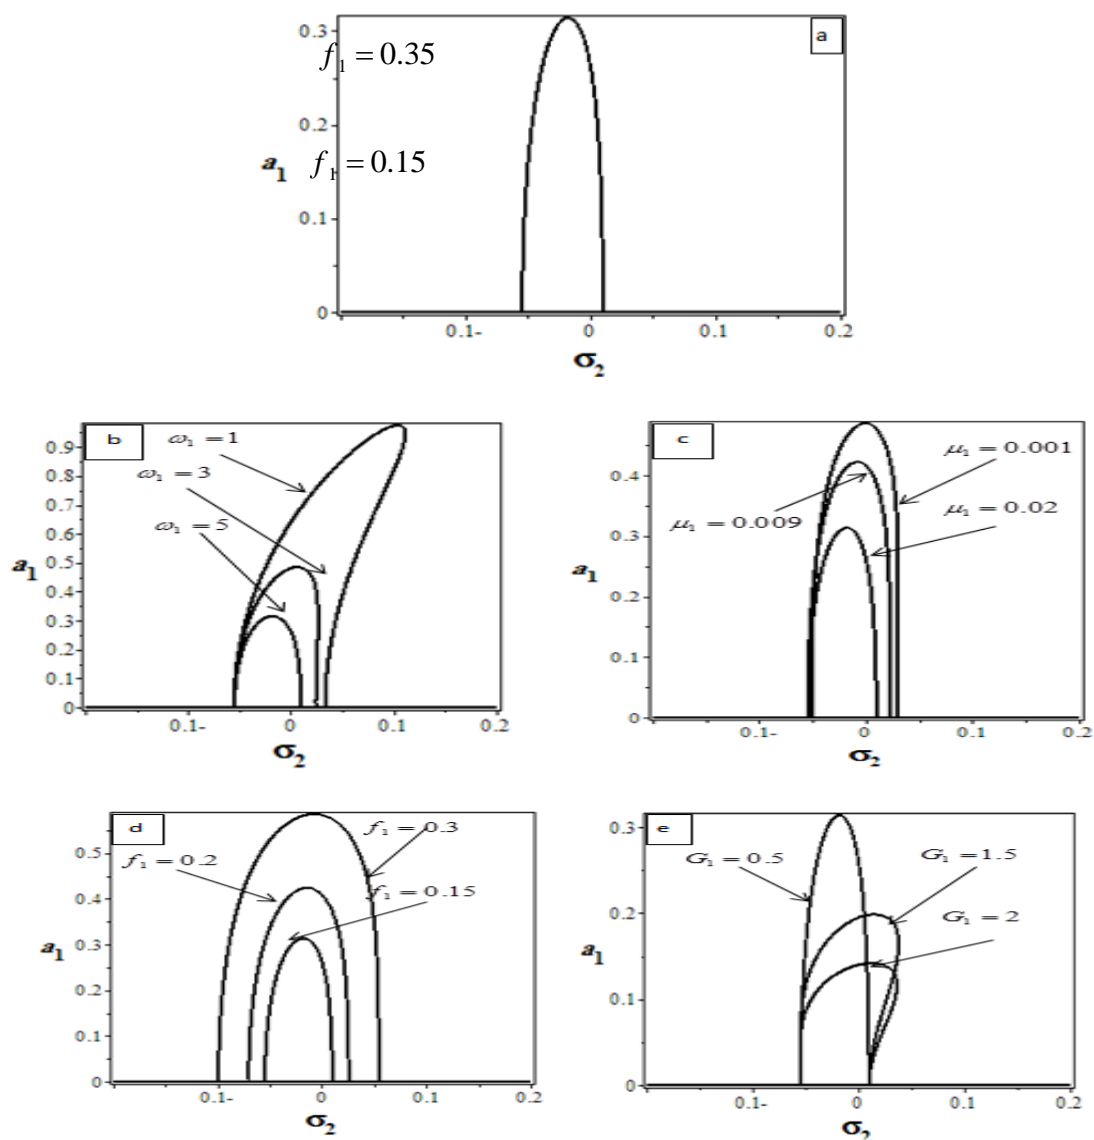 a
0.3
f₁ = 0.35
0.2
a₁
f₁ = 0.15
0.1
0
0.1- 0 0.1 0.2
σ₂
b
ω₁ = 1
0.9
0.8
ω₁ = 3
0.7
0.6
ω₁ = 5
0.5
a₁
0.4
0.3
0.2
0.1
0
0.1- 0 0.1 0.2
σ₂
c
μ₁ = 0.001
0.4
μ₁ = 0.009
μ₁ = 0.02
0.3
a₁
0.2
0.1
0
0.1- 0 0.1 0.2
σ₂
d
f₁ = 0.3
0.5
f₁ = 0.2
0.4
f₁ = 0.15
0.3
a₁
0.2
0.1
0
0.1- 0 0.1 0.2
σ₂
e
0.3
G₁ = 0.5
G₁ = 1.5
0.2
G₁ = 2
a₁
0.1
0
0.1- 0 0.1 0.2
σ₂